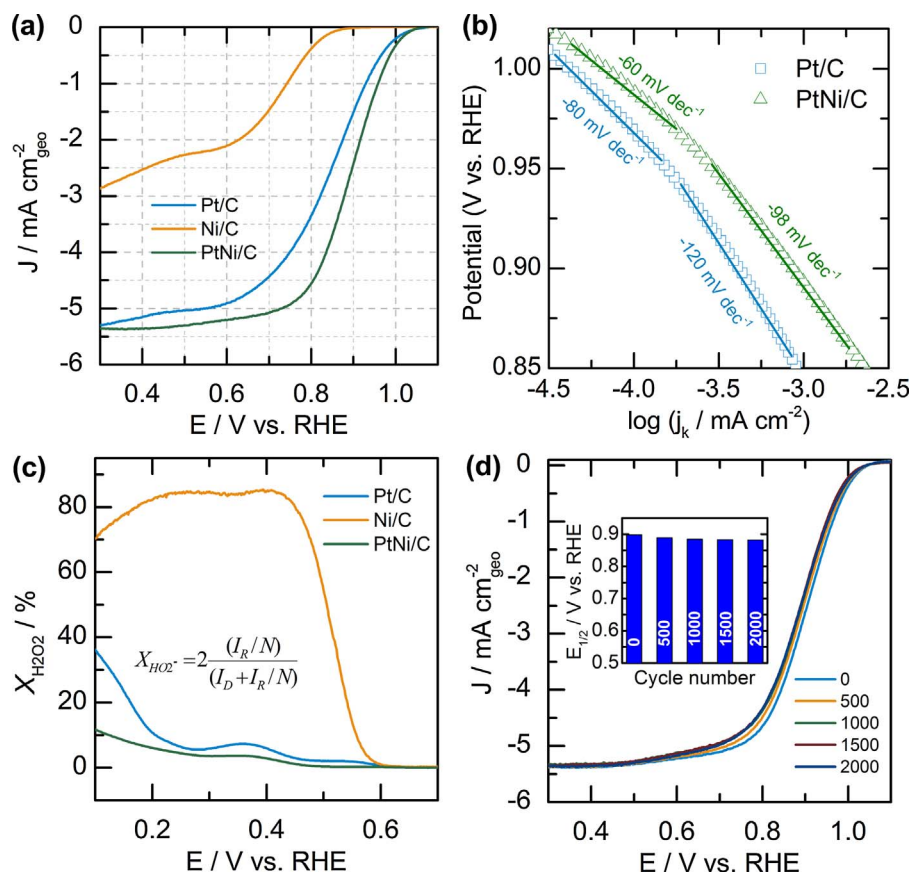 (a)
0
-1
-2
-3
-4
-5
-6
J / mA cm⁻²geo
Pt/C
Ni/C
PtNi/C
0.4 0.6 0.8 1.0
E / V vs. RHE
(b)
1.00
0.95
0.90
0.85
Potential (V vs. RHE)
-60 mV dec⁻¹
-80 mV dec⁻¹
-98 mV dec⁻¹
-120 mV dec⁻¹
Pt/C
PtNi/C
-4.5 -4.0 -3.5 -3.0 -2.5
log (jk / mA cm⁻²)
(c)
80
60
40
20
0
XH2O2 / %
Pt/C
Ni/C
PtNi/C
XHO2- = 2 (IR/N) / (ID+IR/N)
0.2 0.4 0.6
E / V vs. RHE
(d)
0
-1
-2
-3
-4
-5
-6
J / mA cm⁻²geo
0.9
0.8
0.7
0.6
0.5
E1/2 / V vs. RHE
0 500 1000 1500 2000
Cycle number
0
500
1000
1500
2000
0.4 0.6 0.8 1.0
E / V vs. RHE